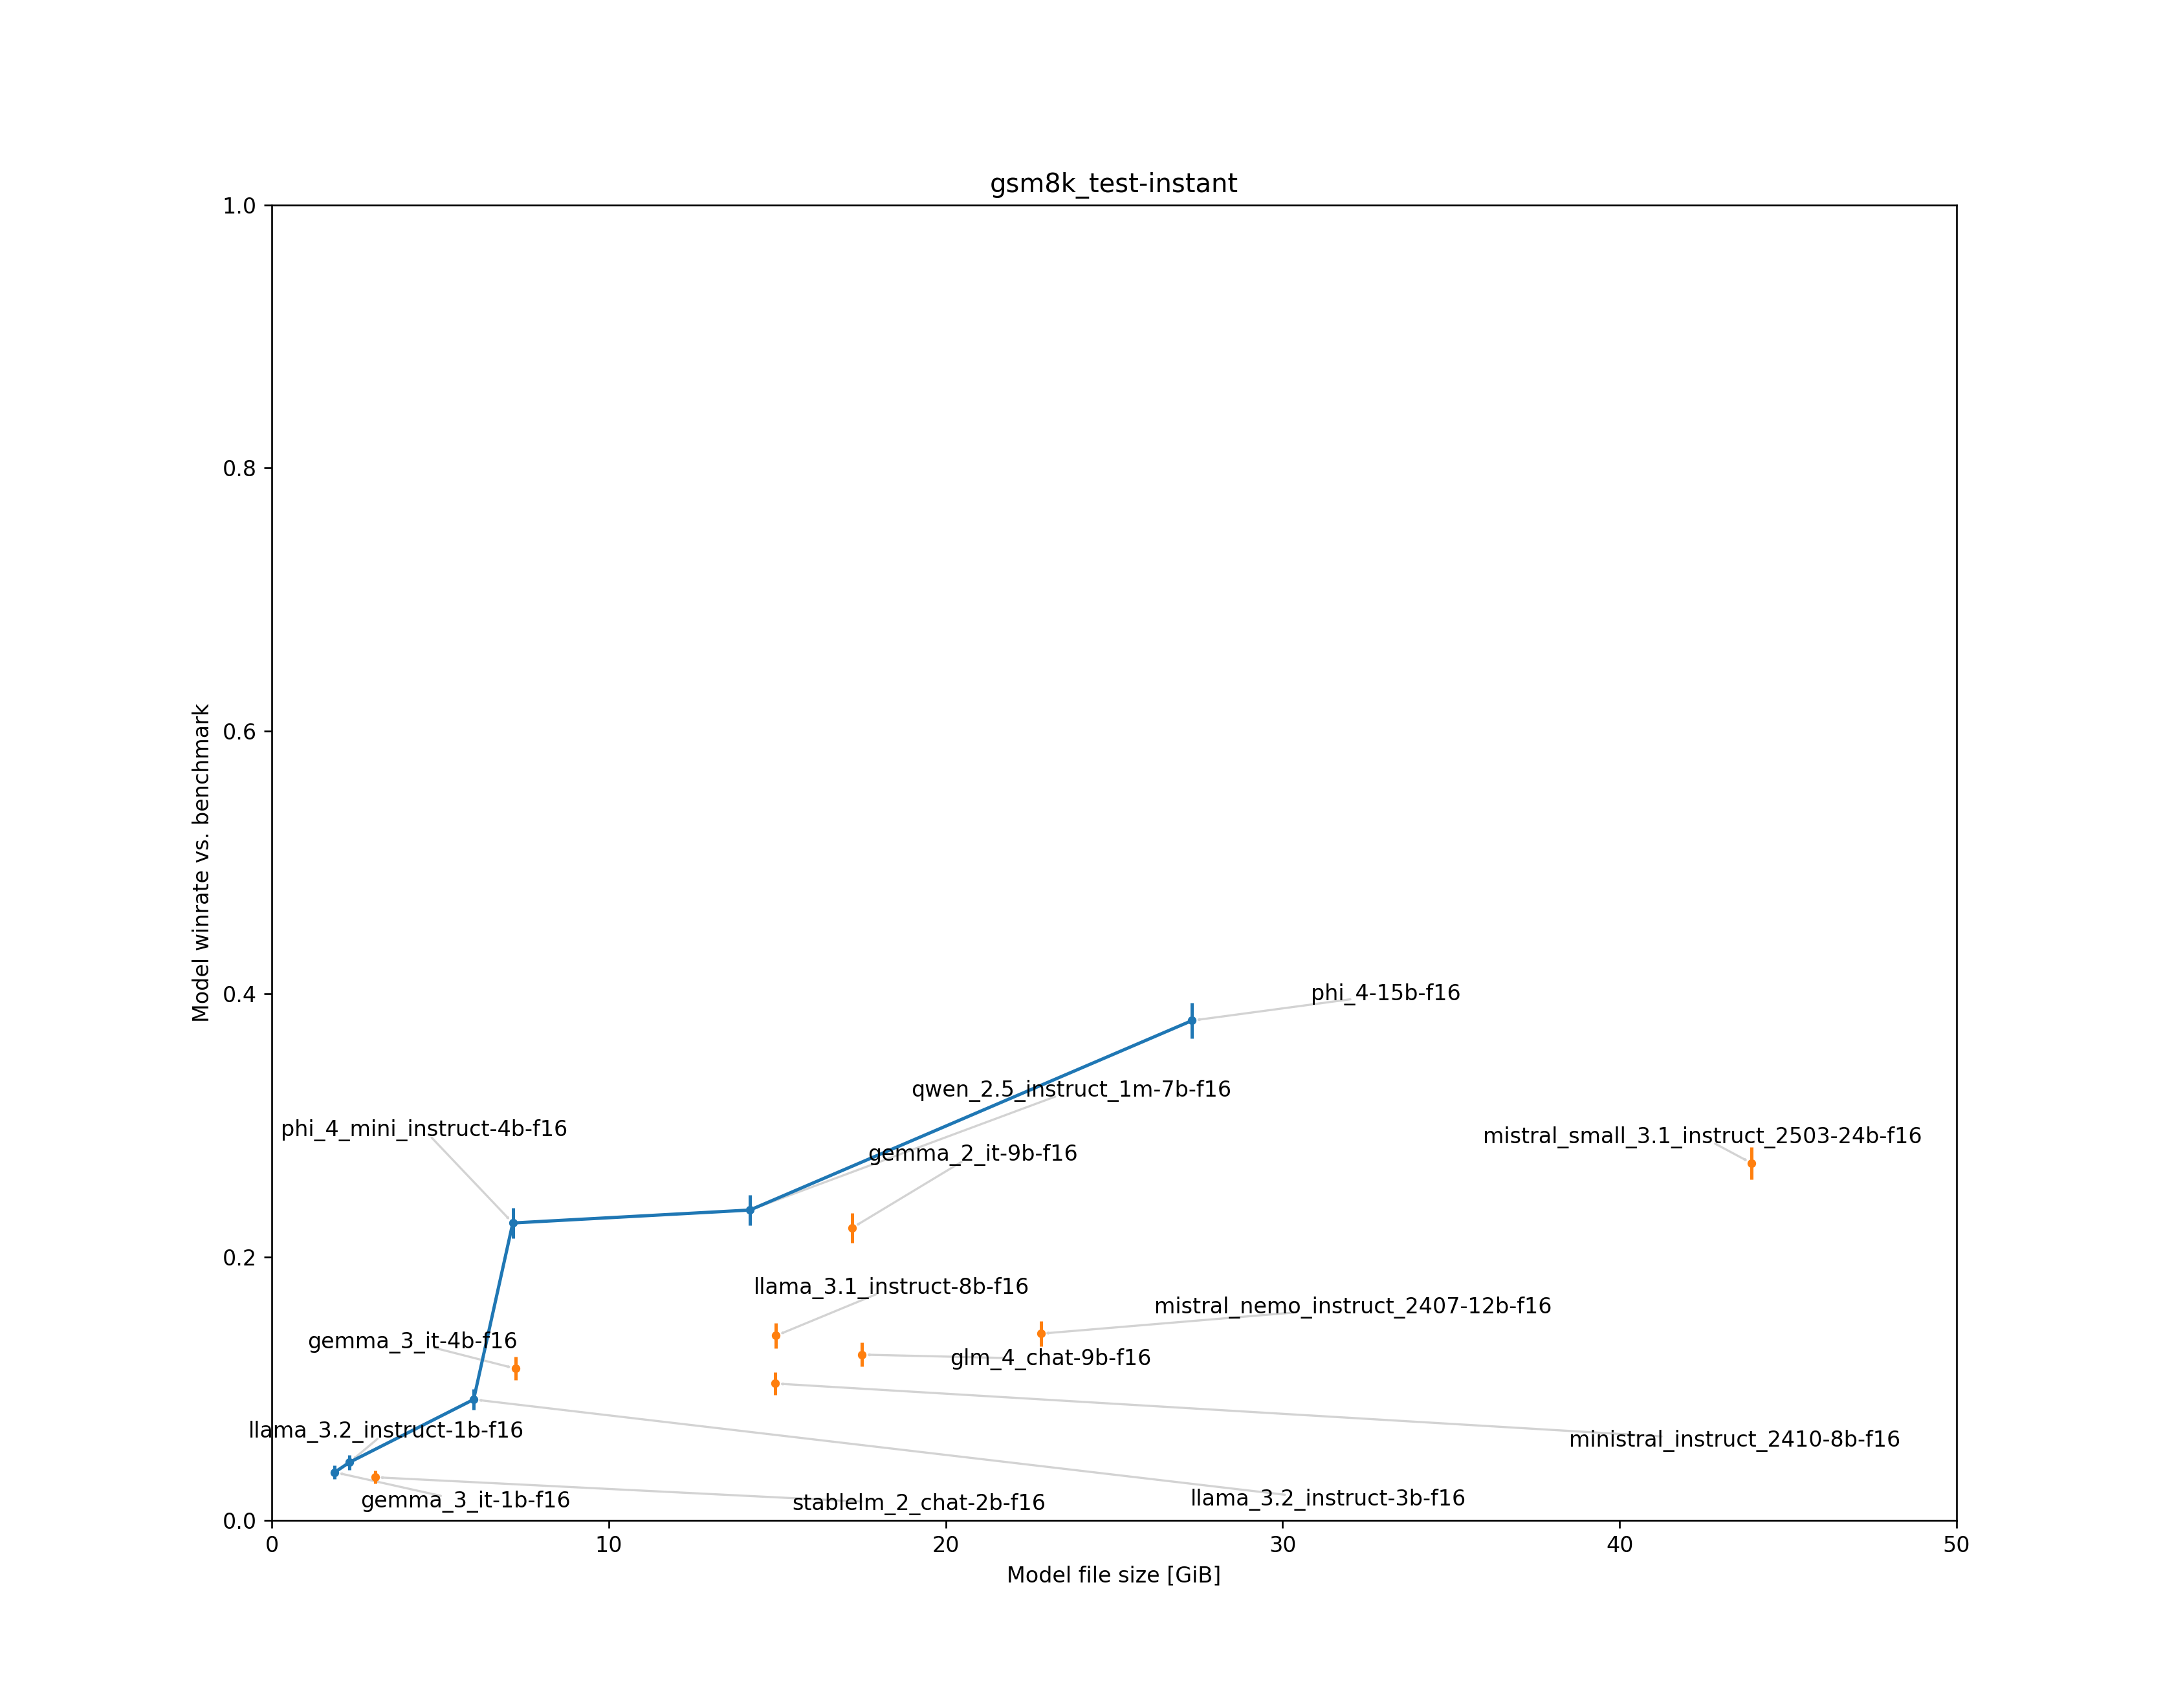 gsm8k_test-instant
1.0
0.8
0.6
0.4
0.2
0.0
Model winrate vs. benchmark
phi_4-15b-f16
qwen_2.5_instruct_1m-7b-f16
phi_4_mini_instruct-4b-f16
mistral_small_3.1_instruct_2503-24b-f16
gemma_2_it-9b-f16
llama_3.1_instruct-8b-f16
mistral_nemo_instruct_2407-12b-f16
gemma_3_it-4b-f16
glm_4_chat-9b-f16
llama_3.2_instruct-1b-f16
ministral_instruct_2410-8b-f16
gemma_3_it-1b-f16
stablelm_2_chat-2b-f16
llama_3.2_instruct-3b-f16
0
10
20
30
40
50
Model file size [GiB]